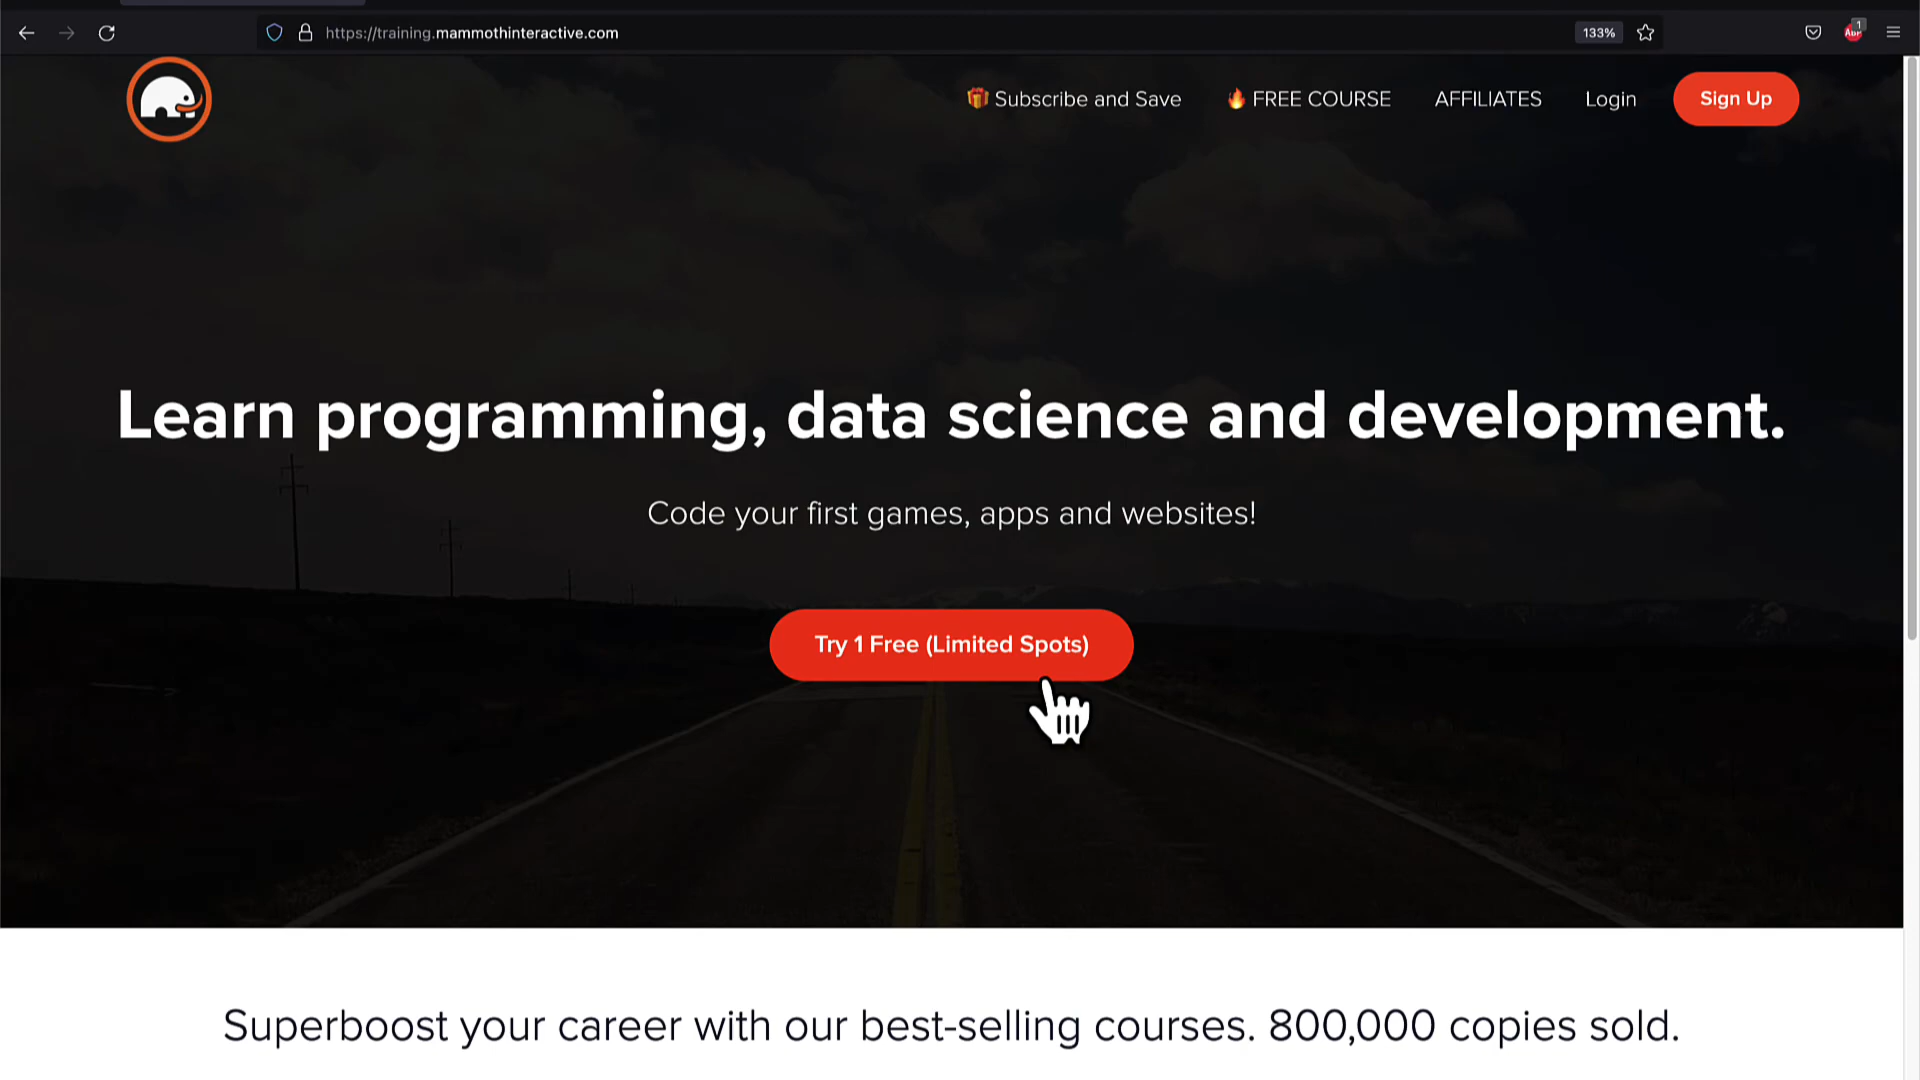 https://training.mammothinteractive.com
133%
1
ABP
Subscribe and Save
FREE COURSE
AFFILIATES
Login
Sign Up
Learn programming, data science and development.
Code your first games, apps and websites!
Try 1 Free (Limited Spots)
Superboost your career with our best-selling courses. 800,000 copies sold.